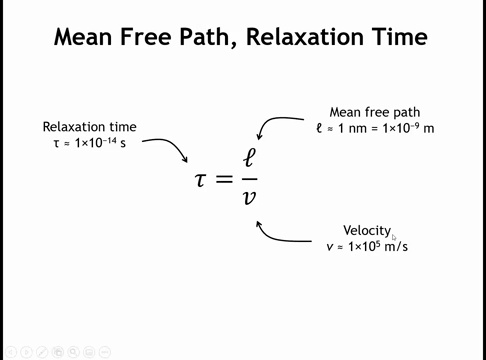 Mean Free Path, Relaxation Time
Relaxation time
τ ≈ 1×10⁻¹⁴ s
Mean free path
ℓ ≈ 1 nm = 1×10⁻⁹ m
τ = ℓ / v
Velocity
v ≈ 1×10⁵ m/s